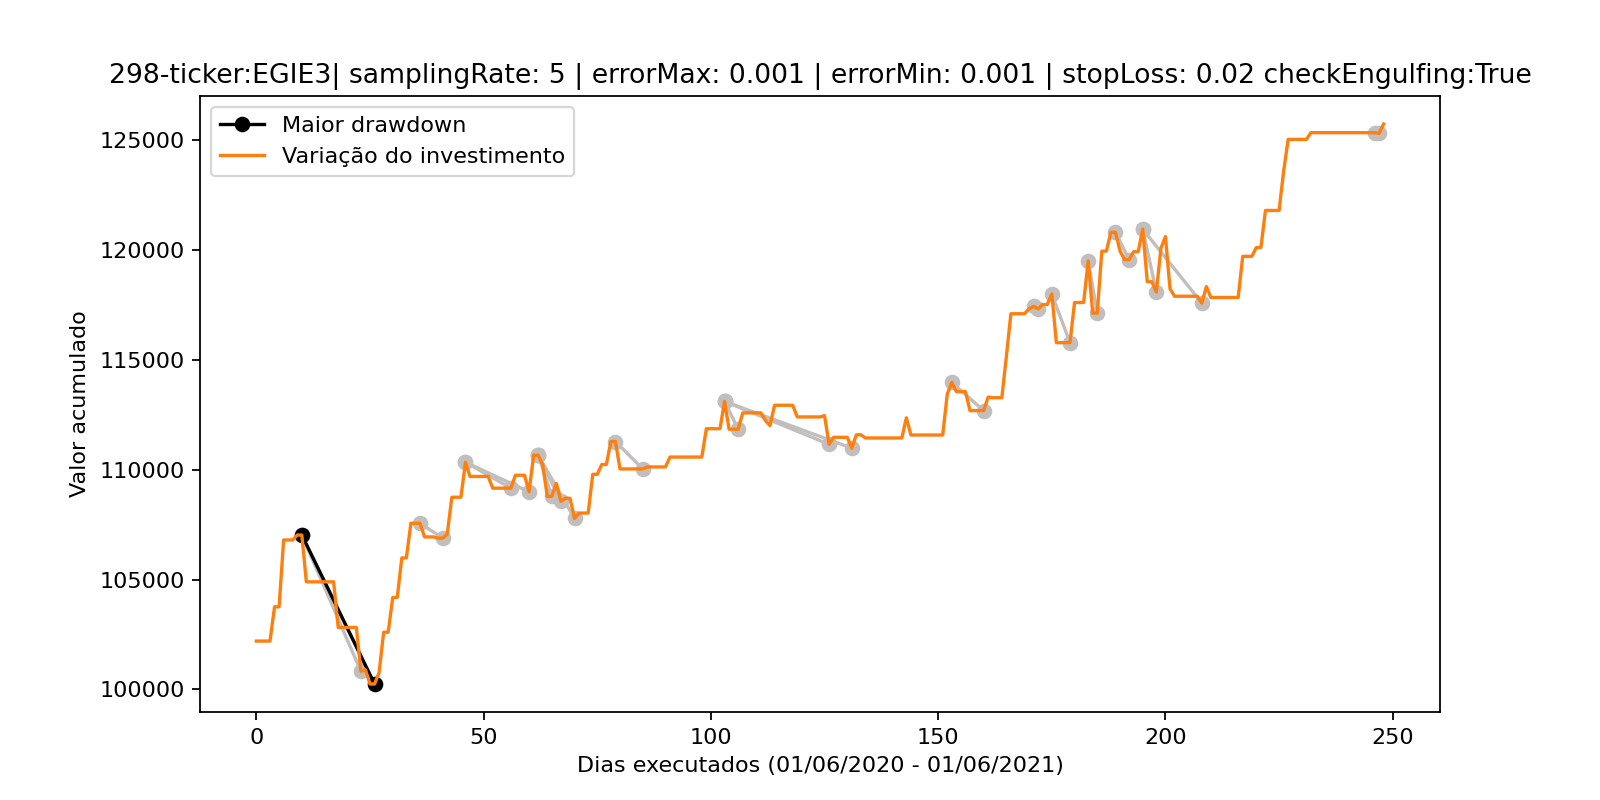 298-ticker:EGIE3| samplingRate: 5 | errorMax: 0.001 | errorMin: 0.001 | stopLoss: 0.02 checkEngulfing:True
Maior drawdown
Variação do investimento
Valor acumulado
125000
120000
115000
110000
105000
100000
0 50 100 150 200 250
Dias executados (01/06/2020 - 01/06/2021)